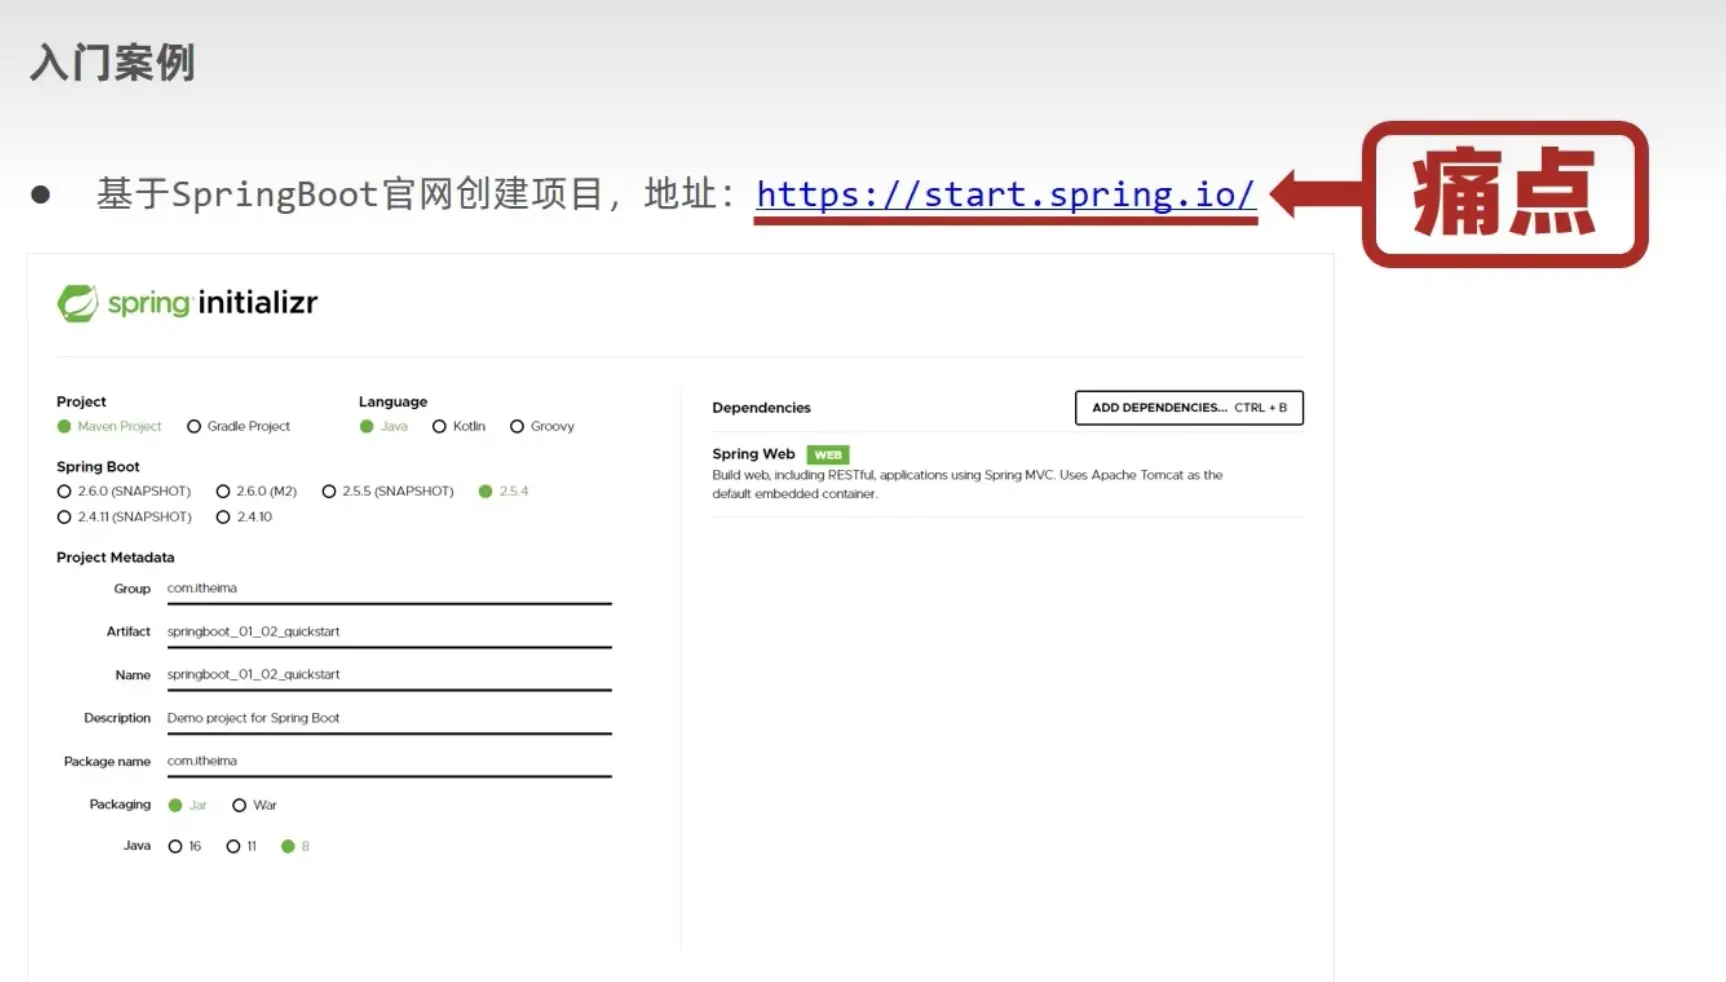 入门案例
● 基于SpringBoot官网创建项目，地址：https://start.spring.io/
痛点
spring initializr
Project
Maven Project Gradle Project
Language
Java Kotlin Groovy
Spring Boot
2.6.0 (SNAPSHOT) 2.6.0 (M2) 2.5.5 (SNAPSHOT) 2.5.4
2.4.11 (SNAPSHOT) 2.4.10
Project Metadata
Group com.itheima
Artifact springboot_01_02_quickstart
Name springboot_01_02_quickstart
Description Demo project for Spring Boot
Package name com.itheima
Packaging Jar War
Java 16 11 8
Dependencies ADD DEPENDENCIES... CTRL + B
Spring Web WEB
Build web, including RESTful, applications using Spring MVC. Uses Apache Tomcat as the
default embedded container.